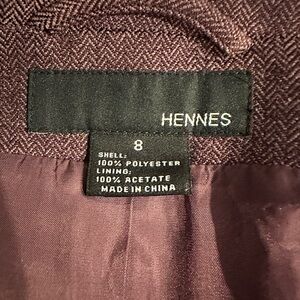 HENNES
8
SHELL:
100% POLYESTER
LINING:
100% ACETATE
MADE IN CHINA